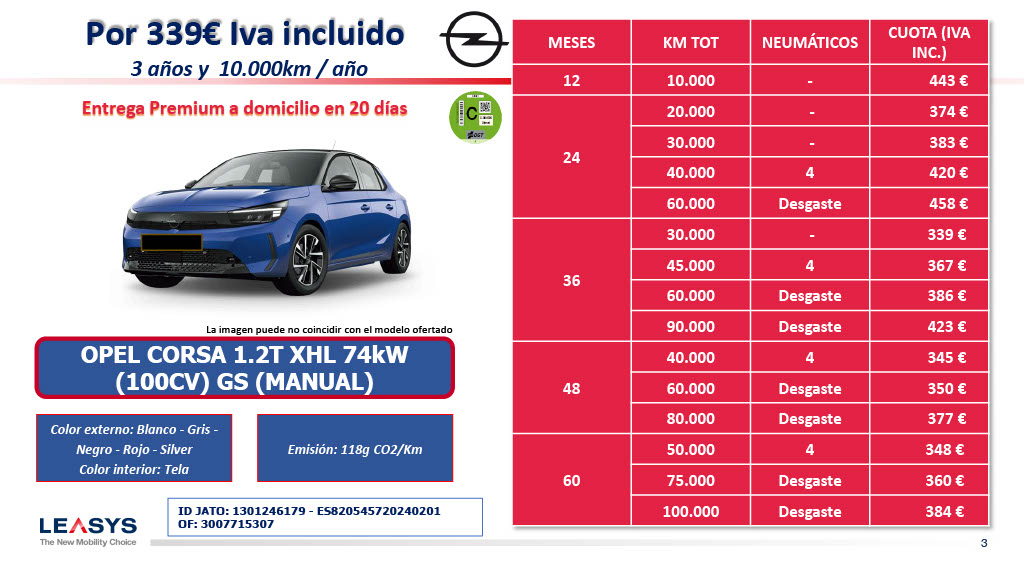 Por 339€ Iva incluido
3 años y 10.000km / año
Entrega Premium a domicilio en 20 días
C
La imagen puede no coincidir con el modelo ofertado
OPEL CORSA 1.2T XHL 74kW
(100CV) GS (MANUAL)
Color externo: Blanco - Gris -
Negro - Rojo - Silver
Color interior: Tela
Emisión: 118g CO2/Km
ID JATO: 1301246179 - ES820545720240201
OF: 3007715307
LEASYS
The New Mobility Choice
MESES KM TOT NEUMÁTICOS CUOTA (IVA
INC.)
12 10.000 - 443 €
24 20.000 - 374 €
30.000 - 383 €
40.000 4 420 €
60.000 Desgaste 458 €
36 30.000 - 339 €
45.000 4 367 €
60.000 Desgaste 386 €
90.000 Desgaste 423 €
48 40.000 4 345 €
60.000 Desgaste 350 €
80.000 Desgaste 377 €
60 50.000 4 348 €
75.000 Desgaste 360 €
100.000 Desgaste 384 €
3